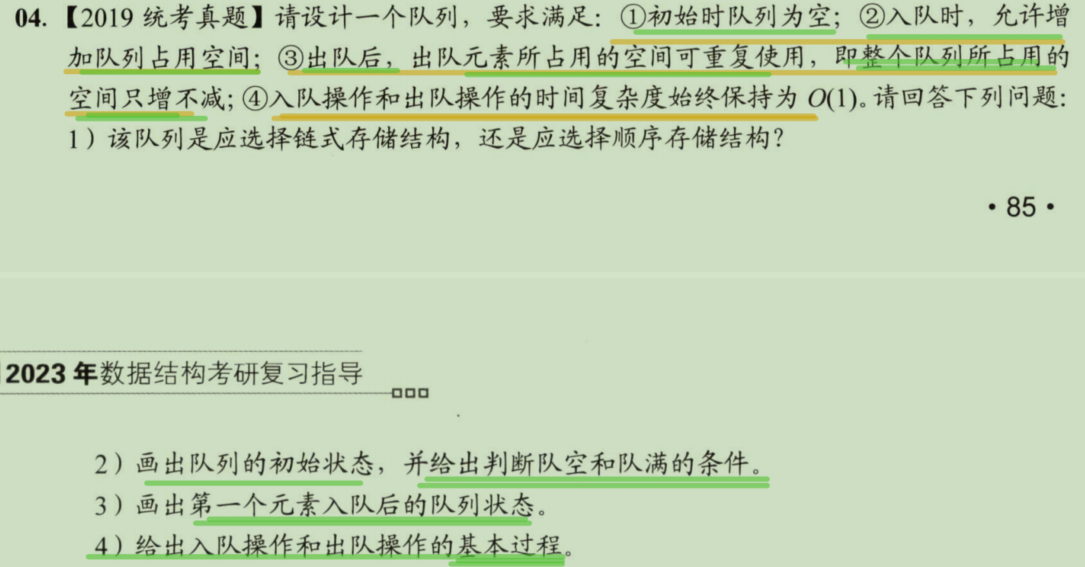 04. 【2019 统考真题】请设计一个队列，要求满足：①初始时队列为空；②入队时，允许增
加队列占用空间；③出队后，出队元素所占用的空间可重复使用，即整个队列所占用的
空间只增不减；④入队操作和出队操作的时间复杂度始终保持为 O(1)。请回答下列问题：
1）该队列是应选择链式存储结构，还是应选择顺序存储结构？
• 85 •
2023 年数据结构考研复习指导
2）画出队列的初始状态，并给出判断队空和队满的条件。
3）画出第一个元素入队后的队列状态。
4）给出入队操作和出队操作的基本过程。